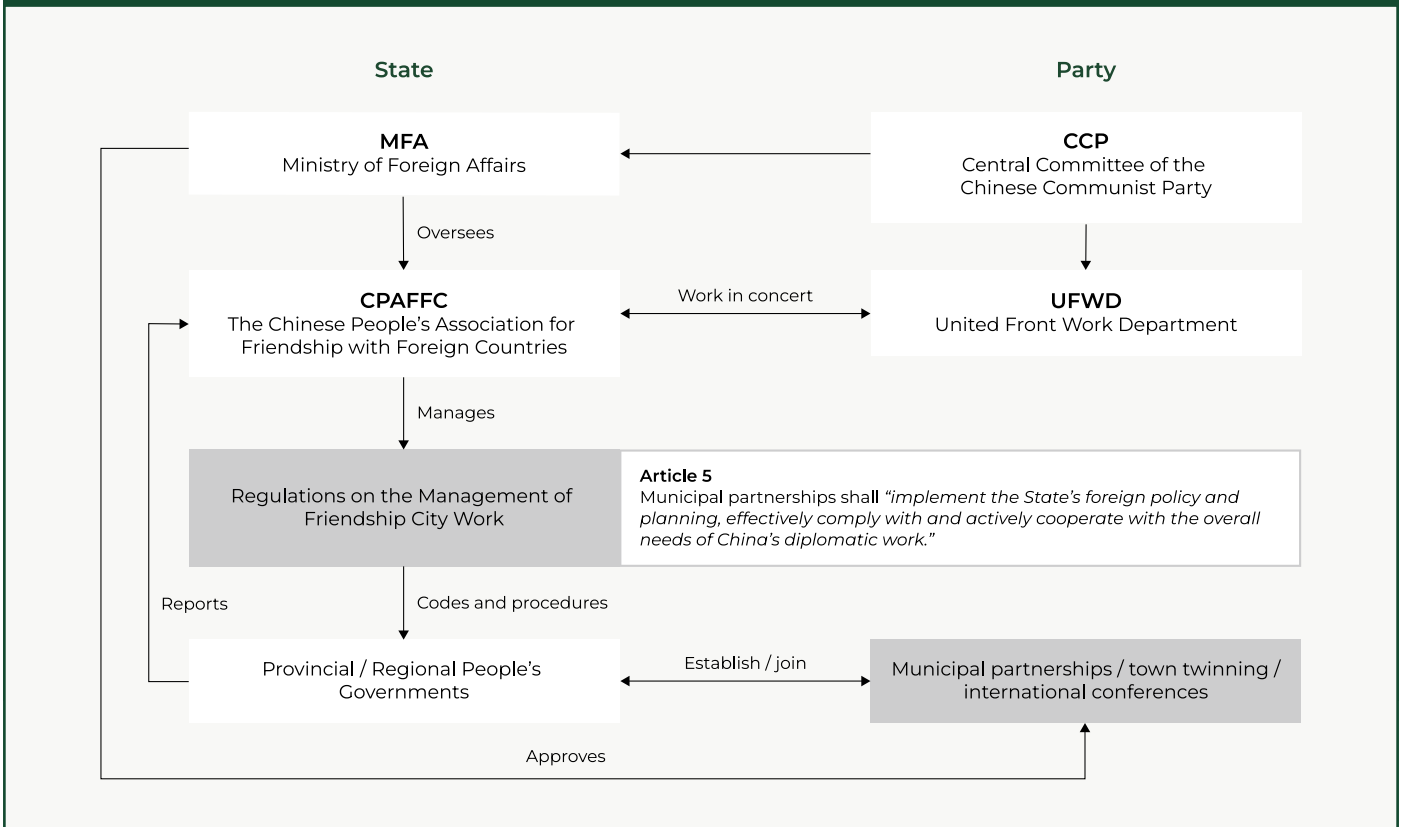 State
Party
MFA
Ministry of Foreign Affairs
CCP
Central Committee of the
Chinese Communist Party
Oversees
CPAFFC
The Chinese People’s Association for
Friendship with Foreign Countries
Work in concert
UFWD
United Front Work Department
Manages
Regulations on the Management of
Friendship City Work
Article 5
Municipal partnerships shall “implement the State’s foreign policy and
planning, effectively comply with and actively cooperate with the overall
needs of China’s diplomatic work.”
Reports
Codes and procedures
Provincial / Regional People’s
Governments
Establish / join
Municipal partnerships / town twinning /
international conferences
Approves